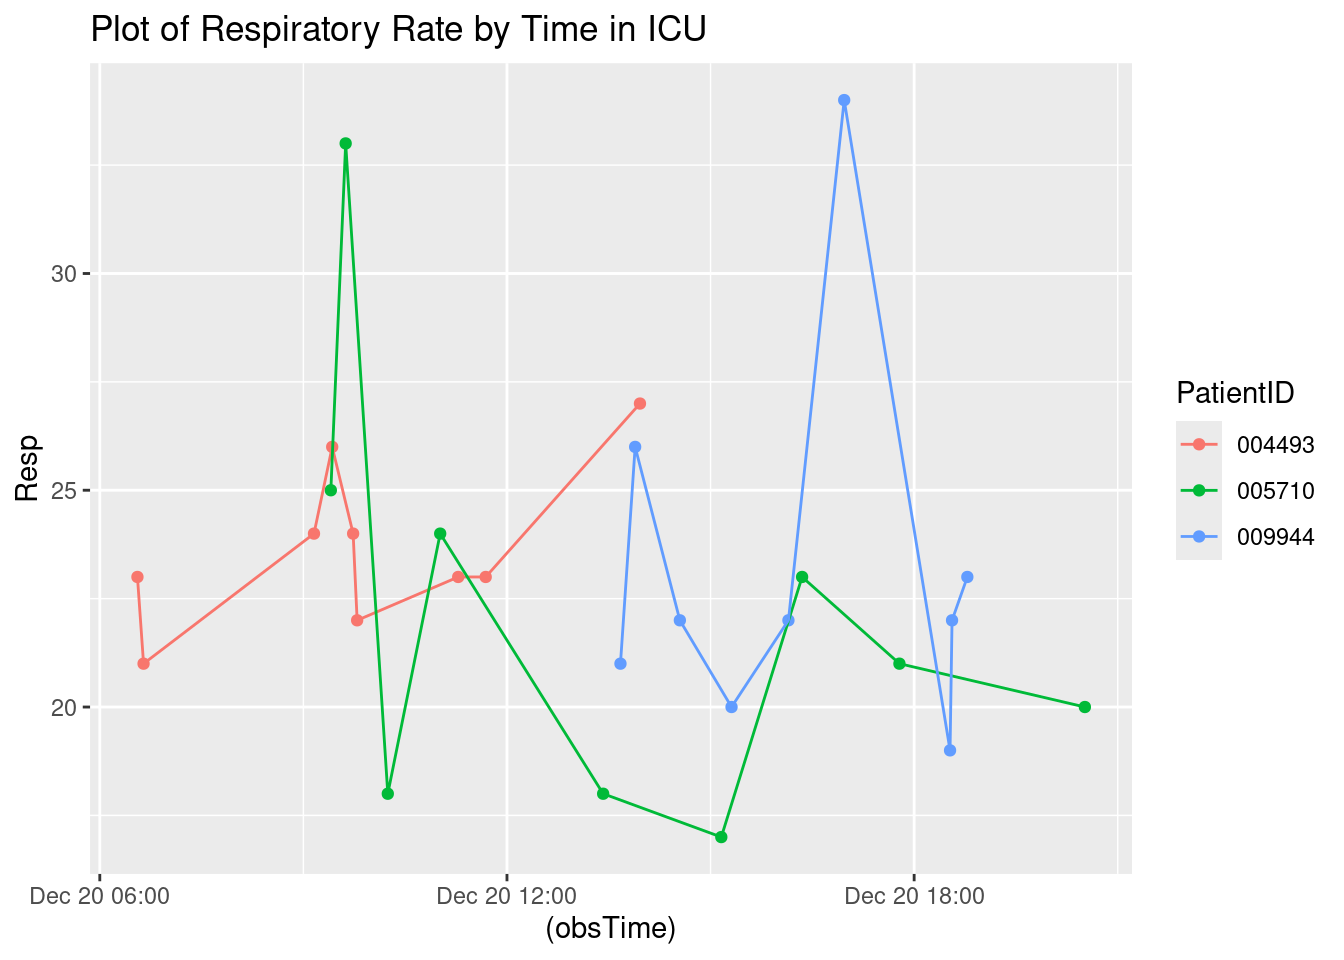 Plot of Respiratory Rate by Time in ICU
Resp
30
25
20
Dec 20 06:00
Dec 20 12:00
Dec 20 18:00
(obsTime)
PatientID
004493
005710
009944